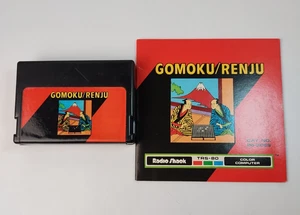 GOMOKU/RENJU
GOMOKU/RENJU
Radio Shack
TRS-80
COLOR
COMPUTER